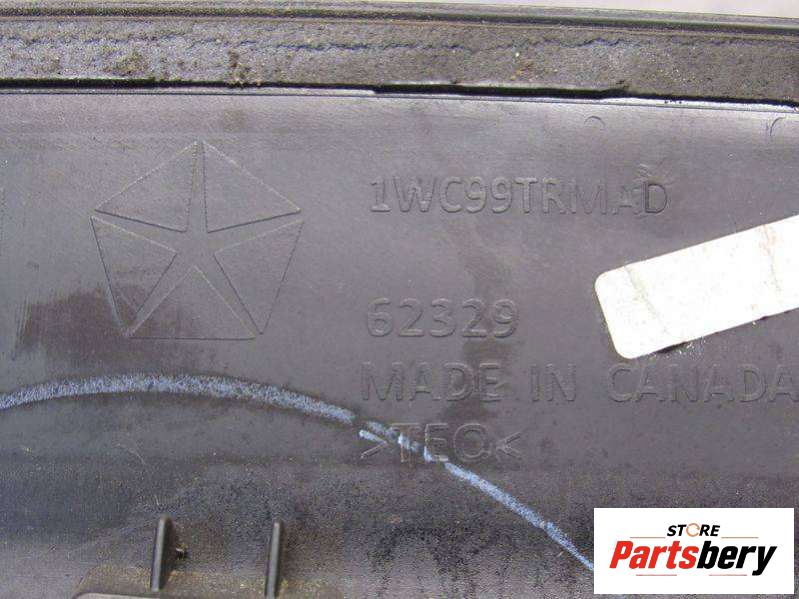 1WC99TRMAD
62329
MADE IN CANADA
>TEO<
STORE
Partsbery